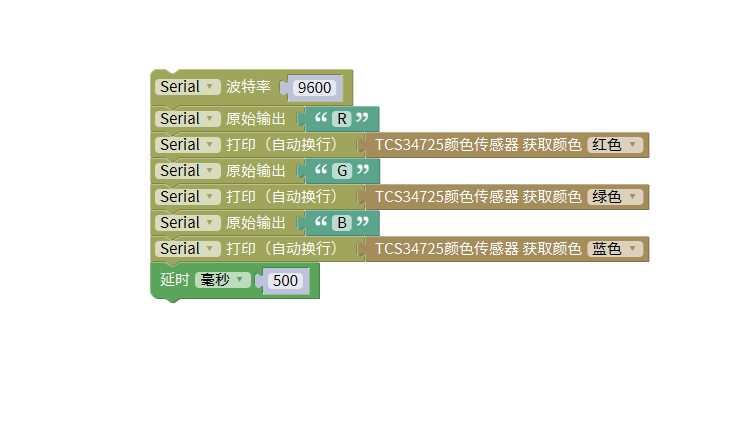 Serial 波特率 9600
Serial 原始输出 “ R ”
Serial 打印（自动换行） TCS34725颜色传感器 获取颜色 红色
Serial 原始输出 “ G ”
Serial 打印（自动换行） TCS34725颜色传感器 获取颜色 绿色
Serial 原始输出 “ B ”
Serial 打印（自动换行） TCS34725颜色传感器 获取颜色 蓝色
延时 毫秒 500